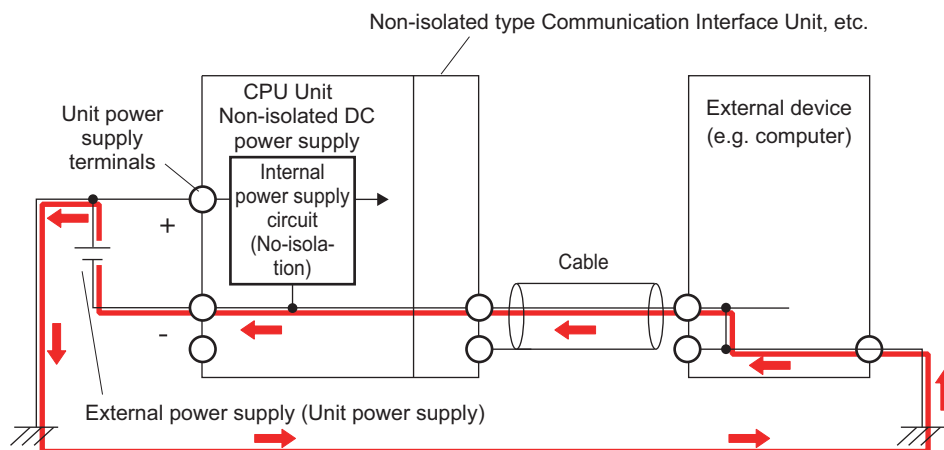 Non-isolated type Communication Interface Unit, etc.
Unit power
supply
terminals
CPU Unit
Non-isolated DC
power supply
External device
(e.g. computer)
Internal
power supply
circuit
(No-isola-
tion)
+
Cable
-
External power supply (Unit power supply)